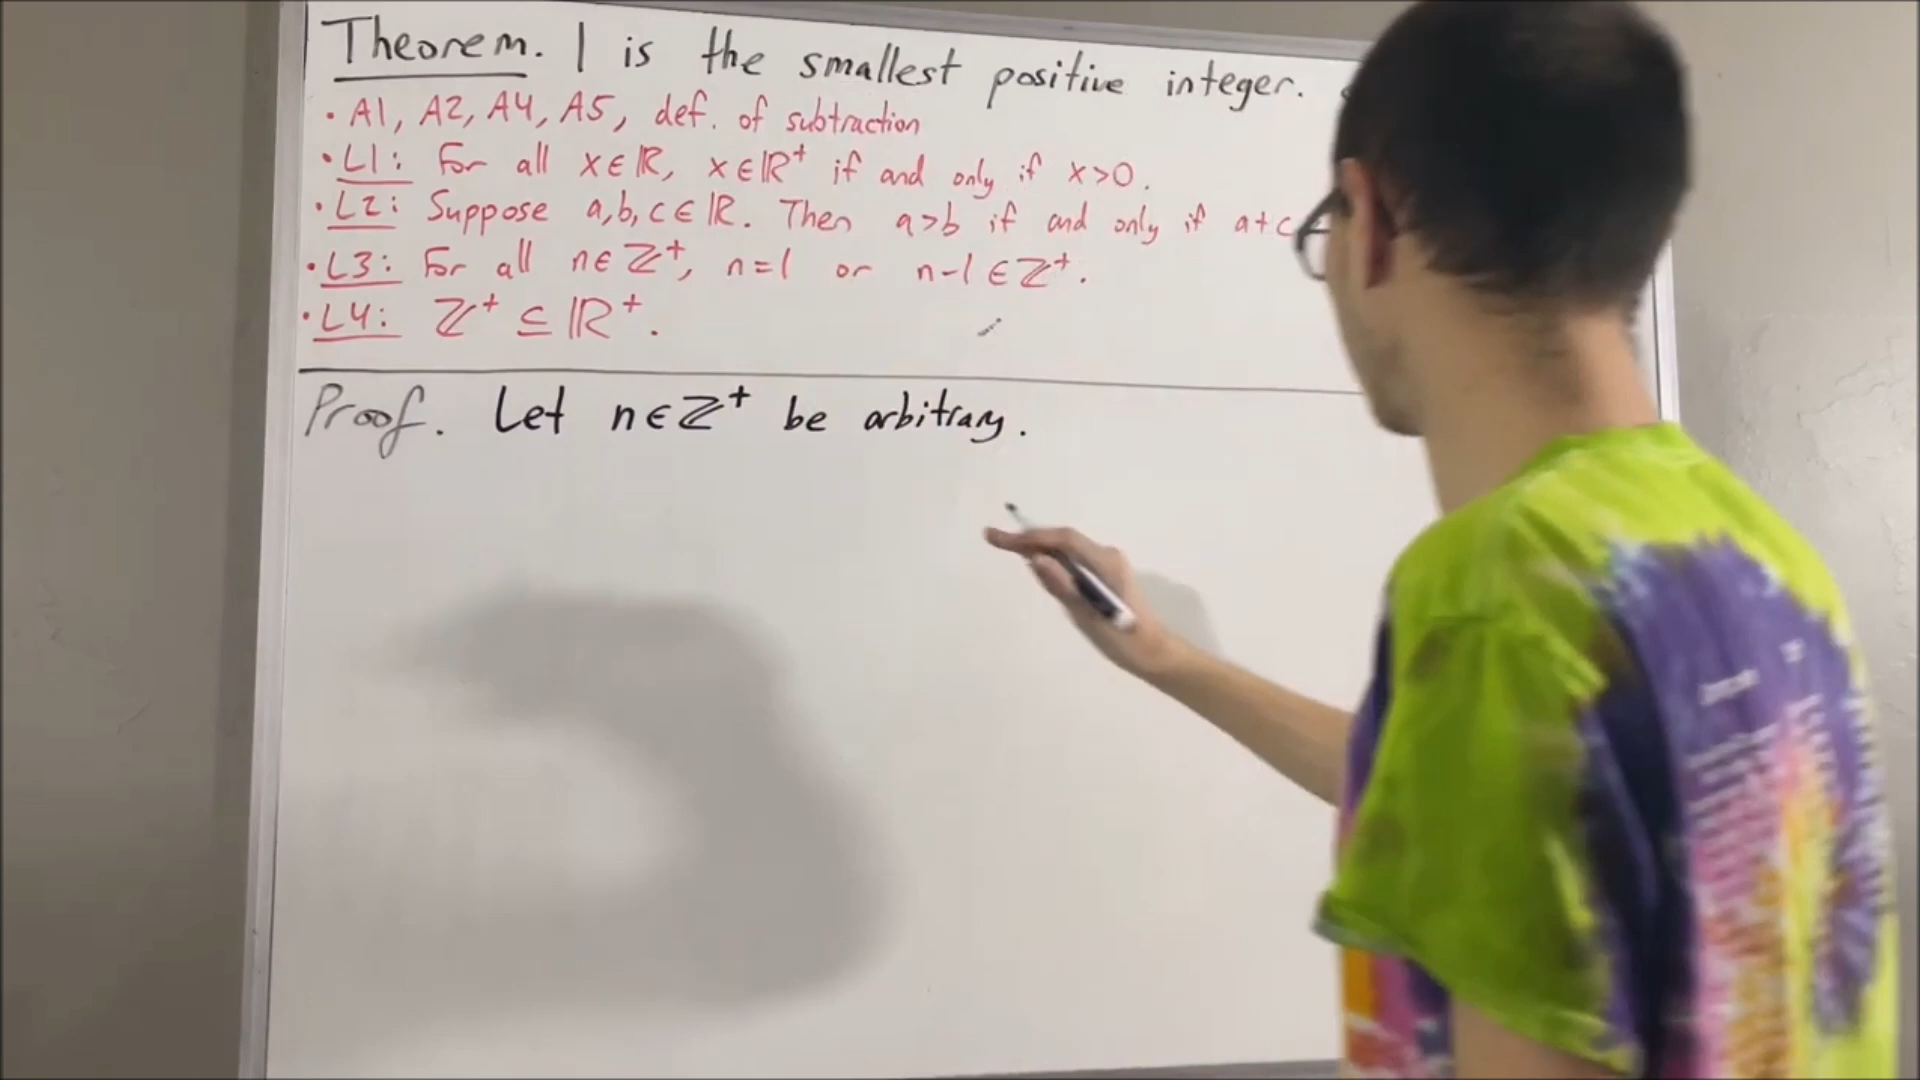 Theorem. 1 is the smallest positive integer.
• A1, A2, A4, A5, def. of subtraction
• L1: For all x∈ℝ, x∈ℝ⁺ if and only if x>0.
• L2: Suppose a,b,c∈ℝ. Then a>b if and only if a+c
• L3: For all n∈ℤ⁺, n=1 or n-1∈ℤ⁺.
• L4: ℤ⁺ ⊆ ℝ⁺.
Proof. Let n∈ℤ⁺ be arbitrary.